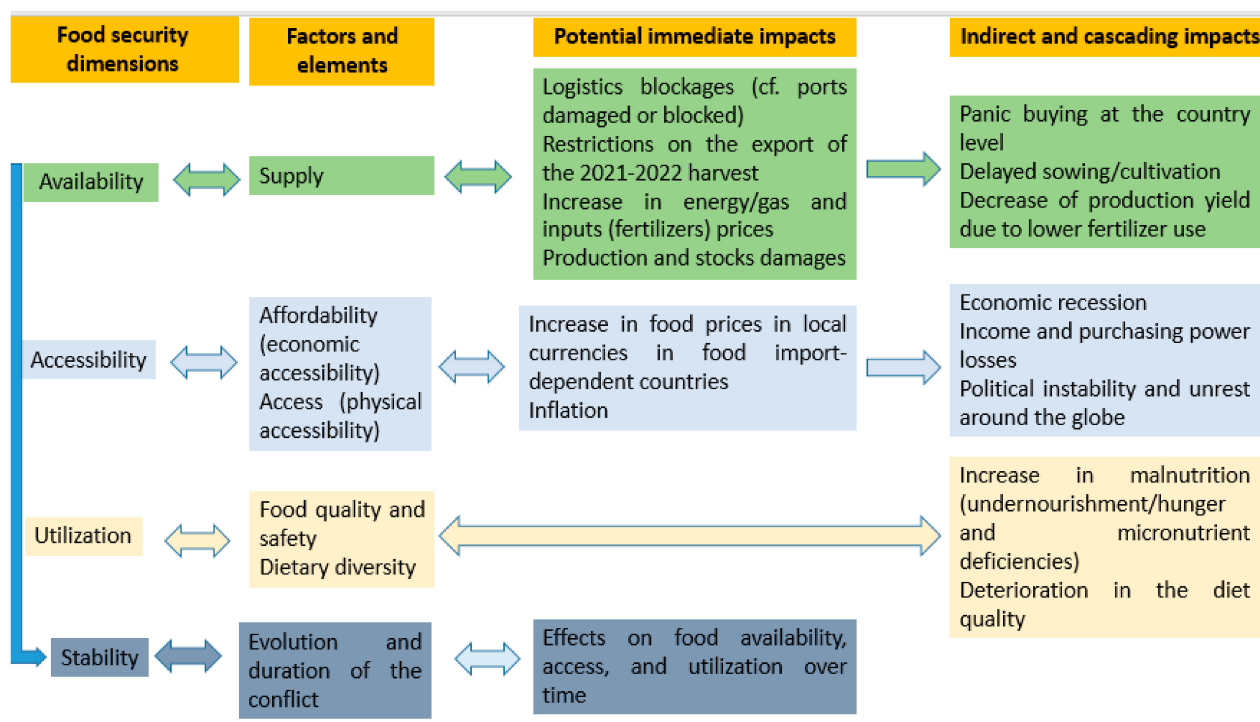 Food security
dimensions
Factors and
elements
Potential immediate impacts
Indirect and cascading impacts
Availability
Supply
Logistics blockages (cf. ports
damaged or blocked)
Restrictions on the export of
the 2021-2022 harvest
Increase in energy/gas and
inputs (fertilizers) prices
Production and stocks damages
Panic buying at the country
level
Delayed sowing/cultivation
Decrease of production yield
due to lower fertilizer use
Accessibility
Affordability
(economic
accessibility)
Access (physical
accessibility)
Increase in food prices in local
currencies in food import-
dependent countries
Inflation
Economic recession
Income and purchasing power
losses
Political instability and unrest
around the globe
Utilization
Food quality and
safety
Dietary diversity
Increase in malnutrition
(undernourishment/hunger
and micronutrient
deficiencies)
Deterioration in the diet
quality
Stability
Evolution and
duration of the
conflict
Effects on food availability,
access, and utilization over
time